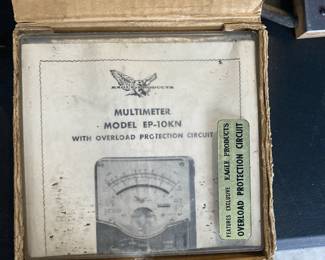 EAGLE PRODUCTS
MULTIMETER
MODEL EP-10KN
WITH OVERLOAD PROTECTION CIRCUIT
FEATURES EXCLUSIVE EAGLE PRODUCTS
OVERLOAD PROTECTION CIRCUIT